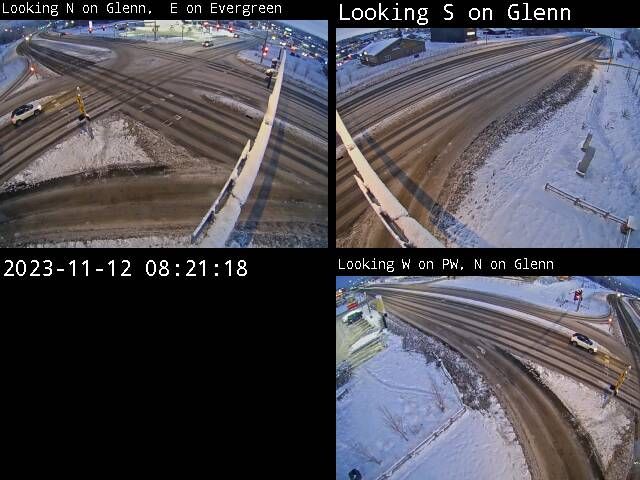 Looking N on Glenn, E on Evergreen
Looking S on Glenn
2023-11-12 08:21:18
Looking W on PW, N on Glenn